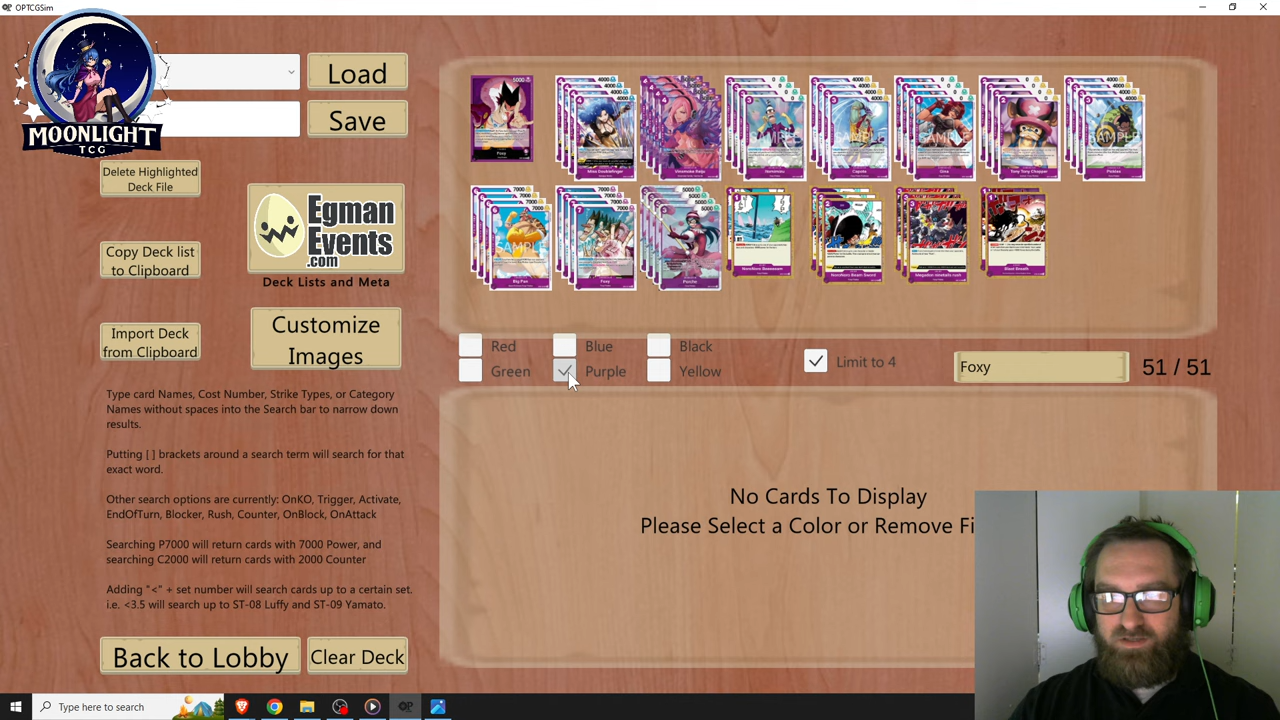 OPTCGSim
MOONLIGHT
TCG
Load
Save
Delete Highlighted
Deck File
Copy Deck list
to Clipboard
Import Deck
from Clipboard
Egman
Events
.com
Deck Lists and Meta
Customize
Images
Red
Blue
Black
Green
Purple
Yellow
Limit to 4
Foxy
51 / 51
Type card Names, Cost Number, Strike Types, or Category
Names without spaces into the Search bar to narrow down
results.
Putting [ ] brackets around a search term will search for that
exact word.
Other search options are currently: OnKO, Trigger, Activate,
EndOfTurn, Blocker, Rush, Counter, OnBlock, OnAttack
Searching P7000 will return cards with 7000 Power, and
searching C2000 will return cards with 2000 Counter
Adding "<" + set number will search cards up to a certain set.
i.e. <3.5 will search up to ST-08 Luffy and ST-09 Yamato.
No Cards To Display
Please Select a Color or Remove Fi
Back to Lobby
Clear Deck
Type here to search